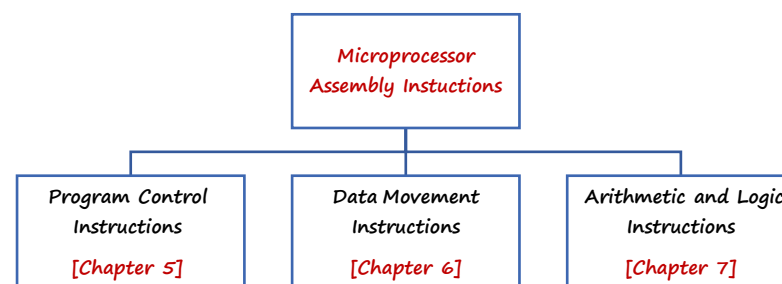 Microprocessor
Assembly Instuctions
Program Control
Instructions
[Chapter 5]
Data Movement
Instructions
[Chapter 6]
Arithmetic and Logic
Instructions
[Chapter 7]